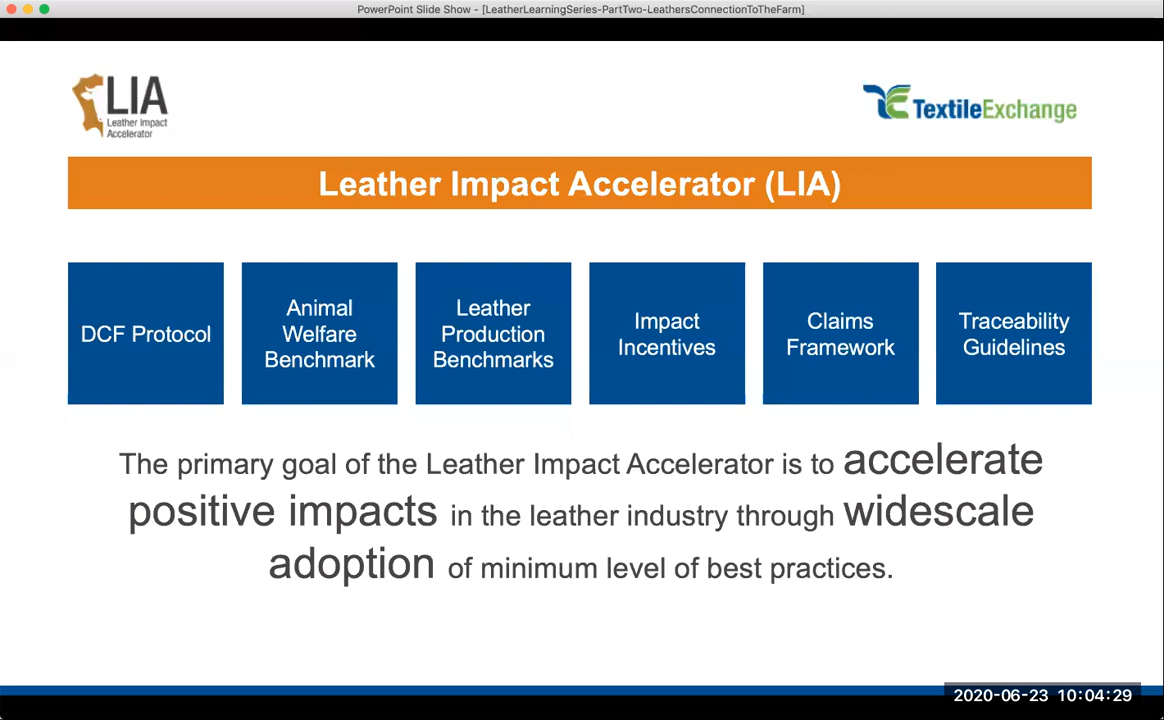 PowerPoint Slide Show - [LeatherLearningSeries-PartTwo-LeathersConnectionToTheFarm]
LIA
Leather Impact
Accelerator
TextileExchange
Leather Impact Accelerator (LIA)
DCF Protocol
Animal
Welfare
Benchmark
Leather
Production
Benchmarks
Impact
Incentives
Claims
Framework
Traceability
Guidelines
The primary goal of the Leather Impact Accelerator is to accelerate
positive impacts in the leather industry through widescale
adoption of minimum level of best practices.
2020-06-23 10:04:29